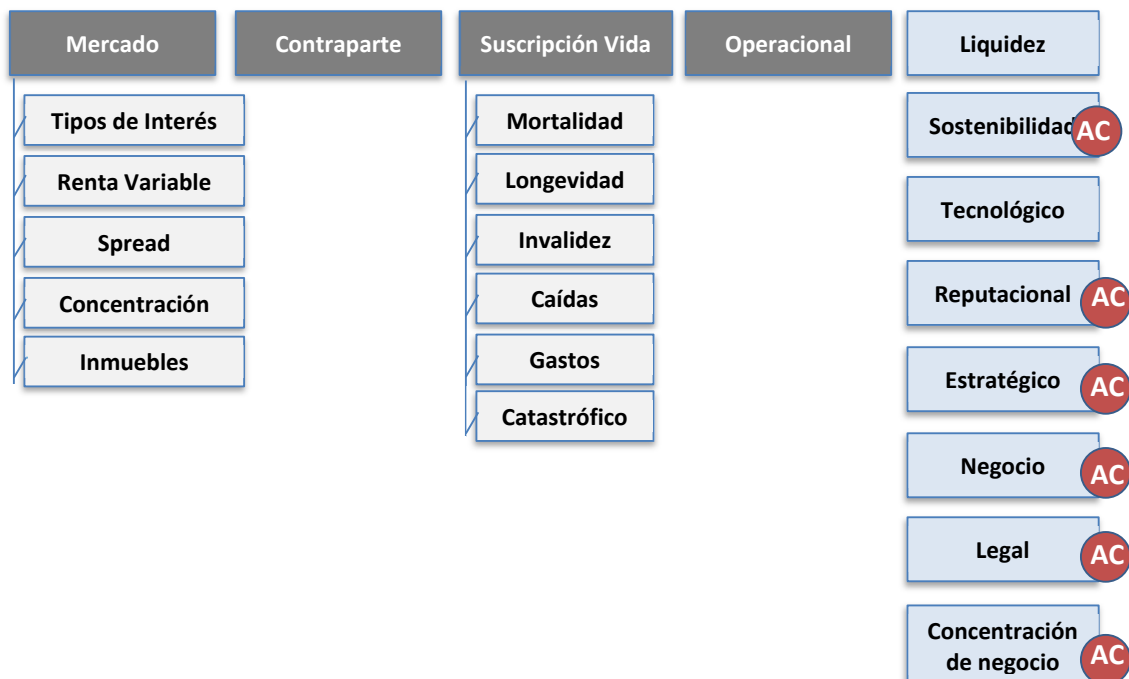 Mercado
Contraparte
Suscripción Vida
Operacional
Liquidez
Tipos de Interés
Renta Variable
Spread
Concentración
Inmuebles
Mortalidad
Longevidad
Invalidez
Caídas
Gastos
Catastrófico
Sostenibilidad
AC
Tecnológico
Reputacional
AC
Estratégico
AC
Negocio
AC
Legal
AC
Concentración
de negocio
AC